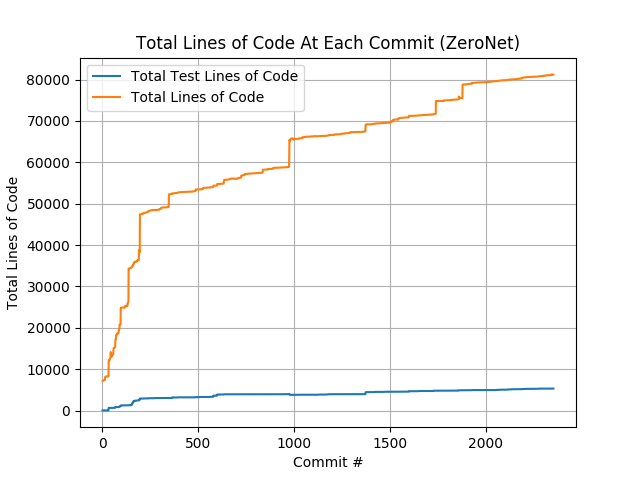 Total Lines of Code At Each Commit (ZeroNet)
Total Test Lines of Code
Total Lines of Code
Total Lines of Code
80000
70000
60000
50000
40000
30000
20000
10000
0
0 500 1000 1500 2000
Commit #